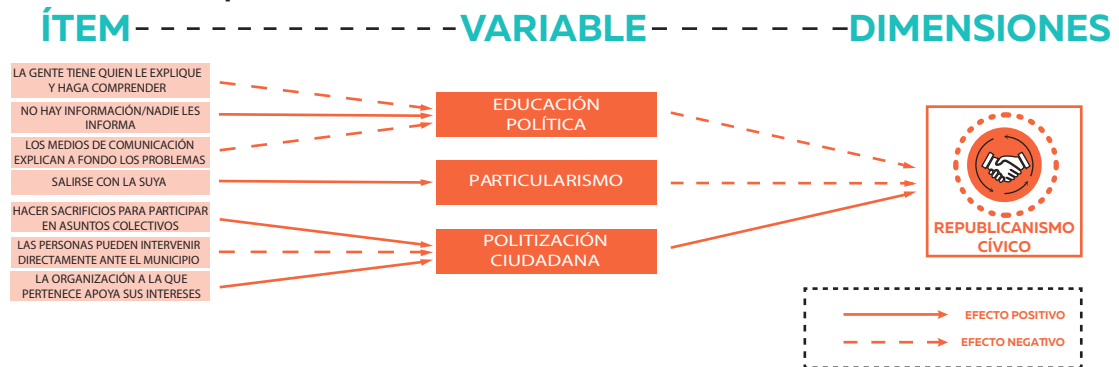 ÍTEM
VARIABLE
DIMENSIONES
LA GENTE TIENE QUIEN LE EXPLIQUE
Y HAGA COMPRENDER
NO HAY INFORMACIÓN/NADIE LES
INFORMA
LOS MEDIOS DE COMUNICACIÓN
EXPLICAN A FONDO LOS PROBLEMAS
SALIRSE CON LA SUYA
HACER SACRIFICIOS PARA PARTICIPAR
EN ASUNTOS COLECTIVOS
LAS PERSONAS PUEDEN INTERVENIR
DIRECTAMENTE ANTE EL MUNICIPIO
LA ORGANIZACIÓN A LA QUE
PERTENECE APOYA SUS INTERESES
EDUCACIÓN
POLÍTICA
PARTICULARISMO
POLITIZACIÓN
CIUDADANA
REPUBLICANISMO
CÍVICO
EFECTO POSITIVO
EFECTO NEGATIVO